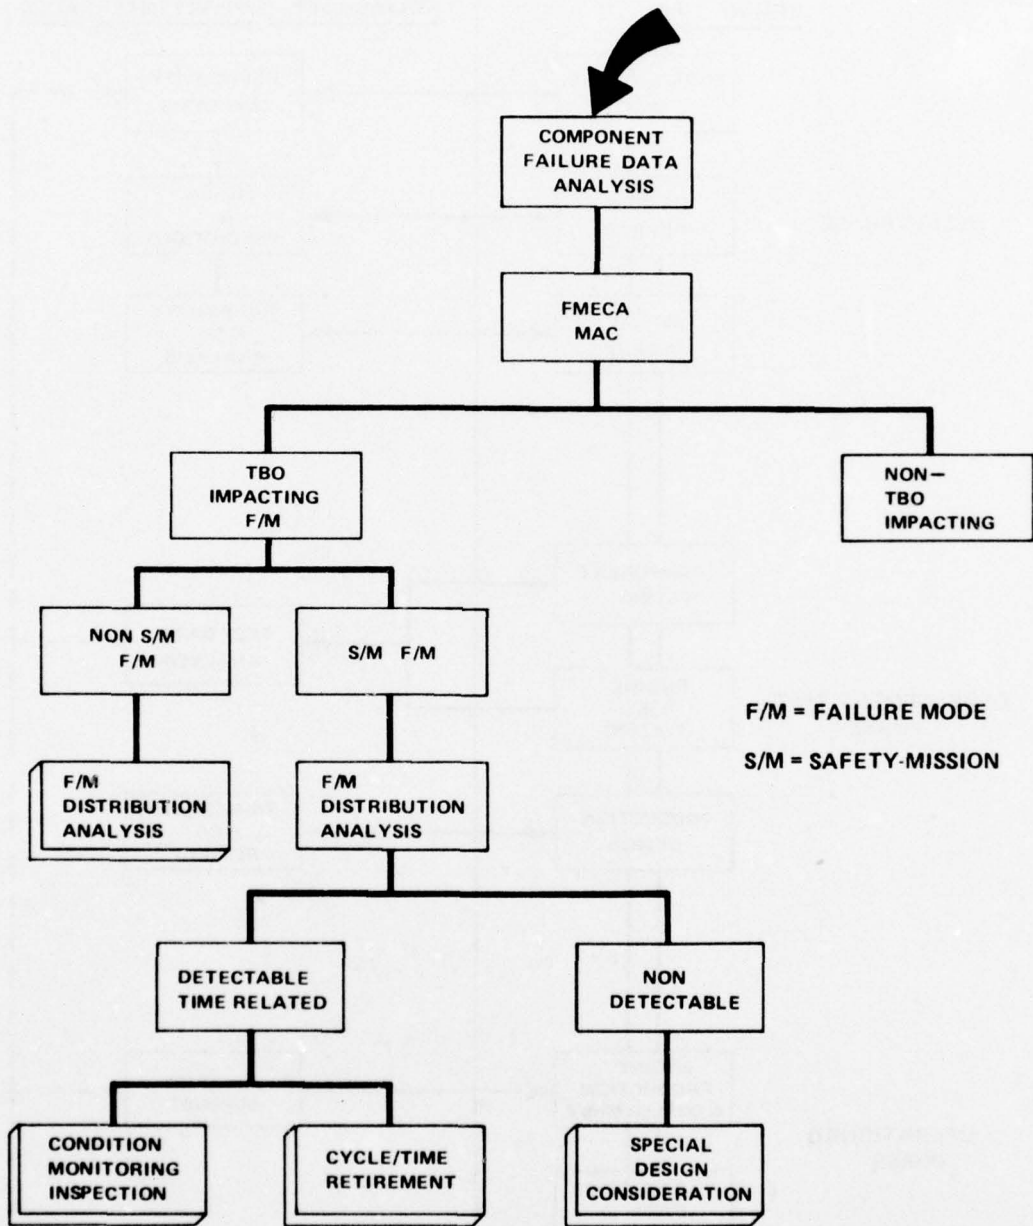 COMPONENT
FAILURE DATA
ANALYSIS
FMECA
MAC
TBO
IMPACTING
F/M
NON—
TBO
IMPACTING
NON S/M
F/M
S/M F/M
F/M = FAILURE MODE
S/M = SAFETY-MISSION
F/M
DISTRIBUTION
ANALYSIS
F/M
DISTRIBUTION
ANALYSIS
DETECTABLE
TIME RELATED
NON
DETECTABLE
CONDITION
MONITORING
INSPECTION
CYCLE/TIME
RETIREMENT
SPECIAL
DESIGN
CONSIDERATION